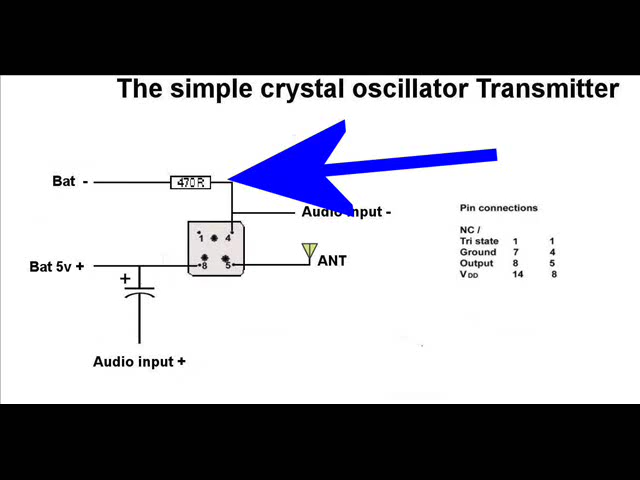 The simple crystal oscillator Transmitter
Bat -
470R
Audio input -
1 4
8 5
Bat 5v +
+
ANT
Audio input +
Pin connections
NC /
Tri state 1 1
Ground 7 4
Output 8 5
VDD 14 8